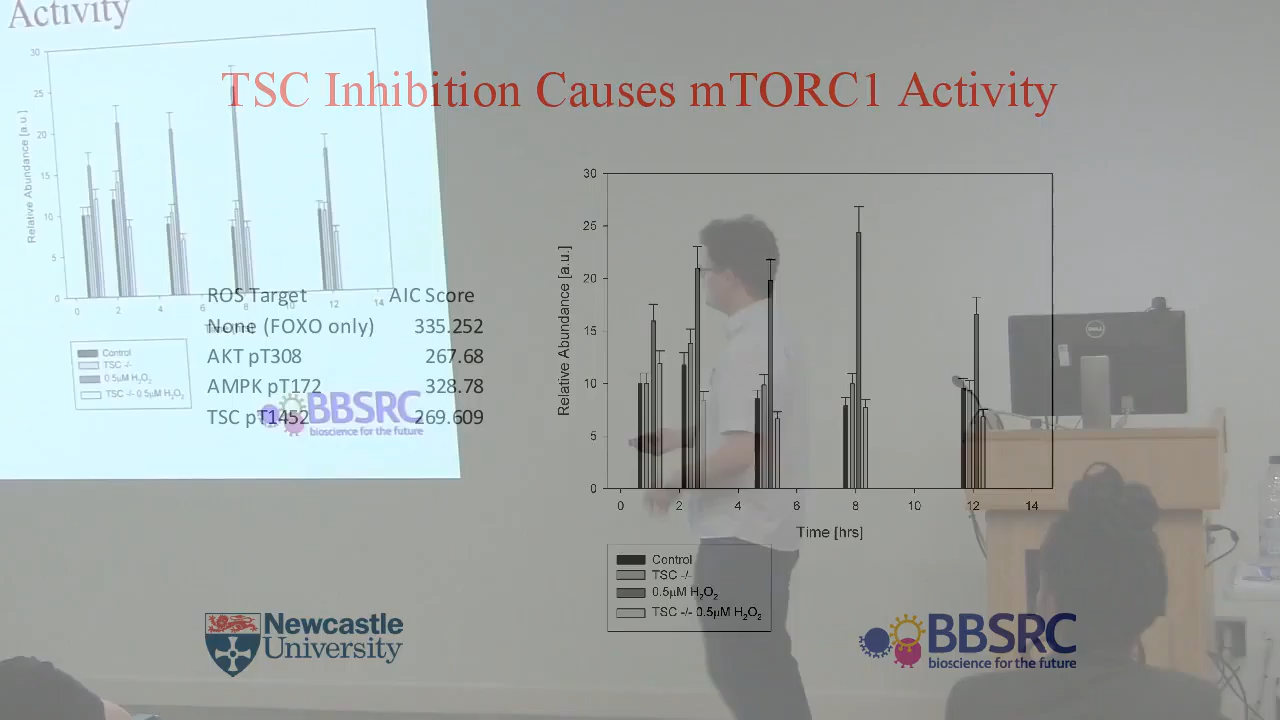 Activity
TSC Inhibition Causes mTORC1 Activity
30
25
20
15
10
5
0
Relative Abundance [a.u.]
0
2
4
6
8
12
14
Control
TSC -/-
0.5µM H2O2
TSC -/- 0.5µM H2O2
BBSRC
bioscience for the future
ROS Target AIC Score
None (FOXO only) 335.252
AKT pT308 267.68
AMPK pT172 328.78
TSC pT1452 269.609
30
25
20
15
10
5
0
Relative Abundance [a.u.]
0 2 4 6 8 10 12 14
Time [hrs]
Control
TSC -/-
0.5µM H2O2
TSC -/- 0.5µM H2O2
DELL
Newcastle
University
BBSRC
bioscience for the future